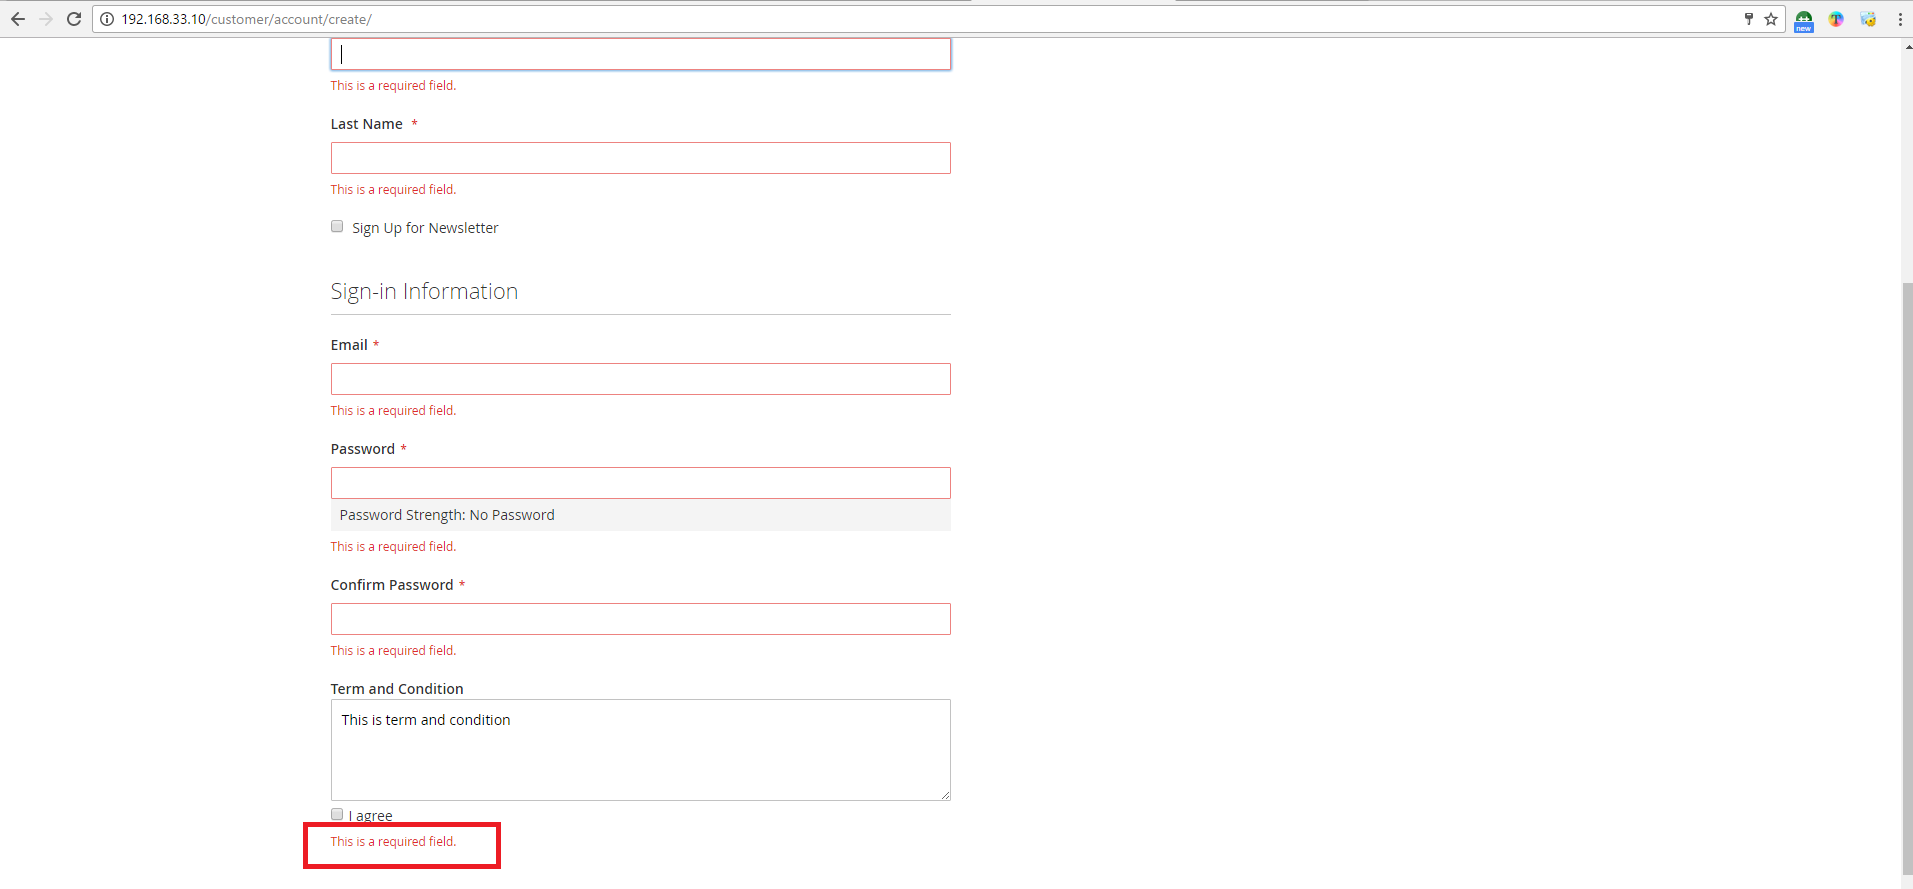 192.168.33.10/customer/account/create/
new
This is a required field.
Last Name *
This is a required field.
Sign Up for Newsletter
Sign-in Information
Email *
This is a required field.
Password *
Password Strength: No Password
This is a required field.
Confirm Password *
This is a required field.
Term and Condition
This is term and condition
I agree
This is a required field.